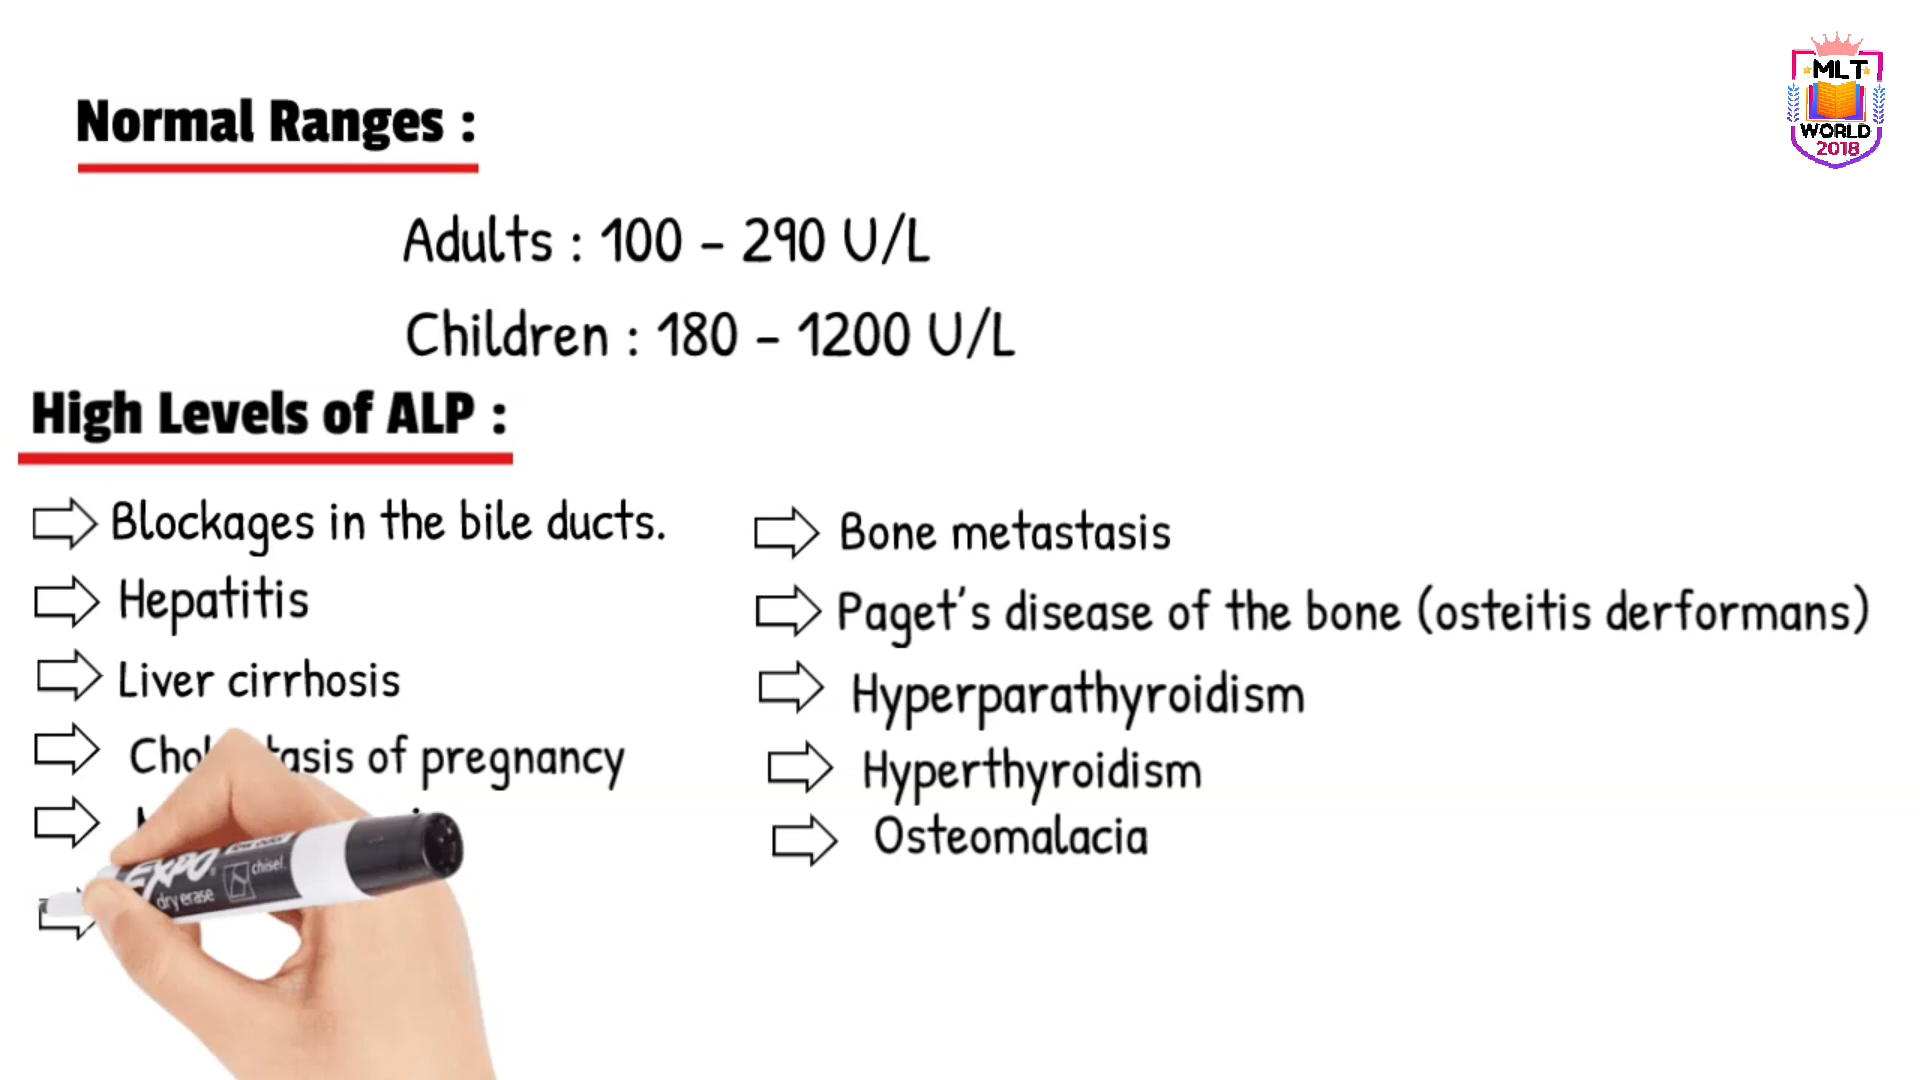 MLT
WORLD
2018
Normal Ranges :
Adults : 100 - 290 U/L
Children : 180 - 1200 U/L
High Levels of ALP :
Blockages in the bile ducts.
Hepatitis
Liver cirrhosis
of pregnancy
Bone metastasis
Paget's disease of the bone (osteitis derformans)
Hyperparathyroidism
Hyperthyroidism
Osteomalacia
EXPO
chisel
dry erase